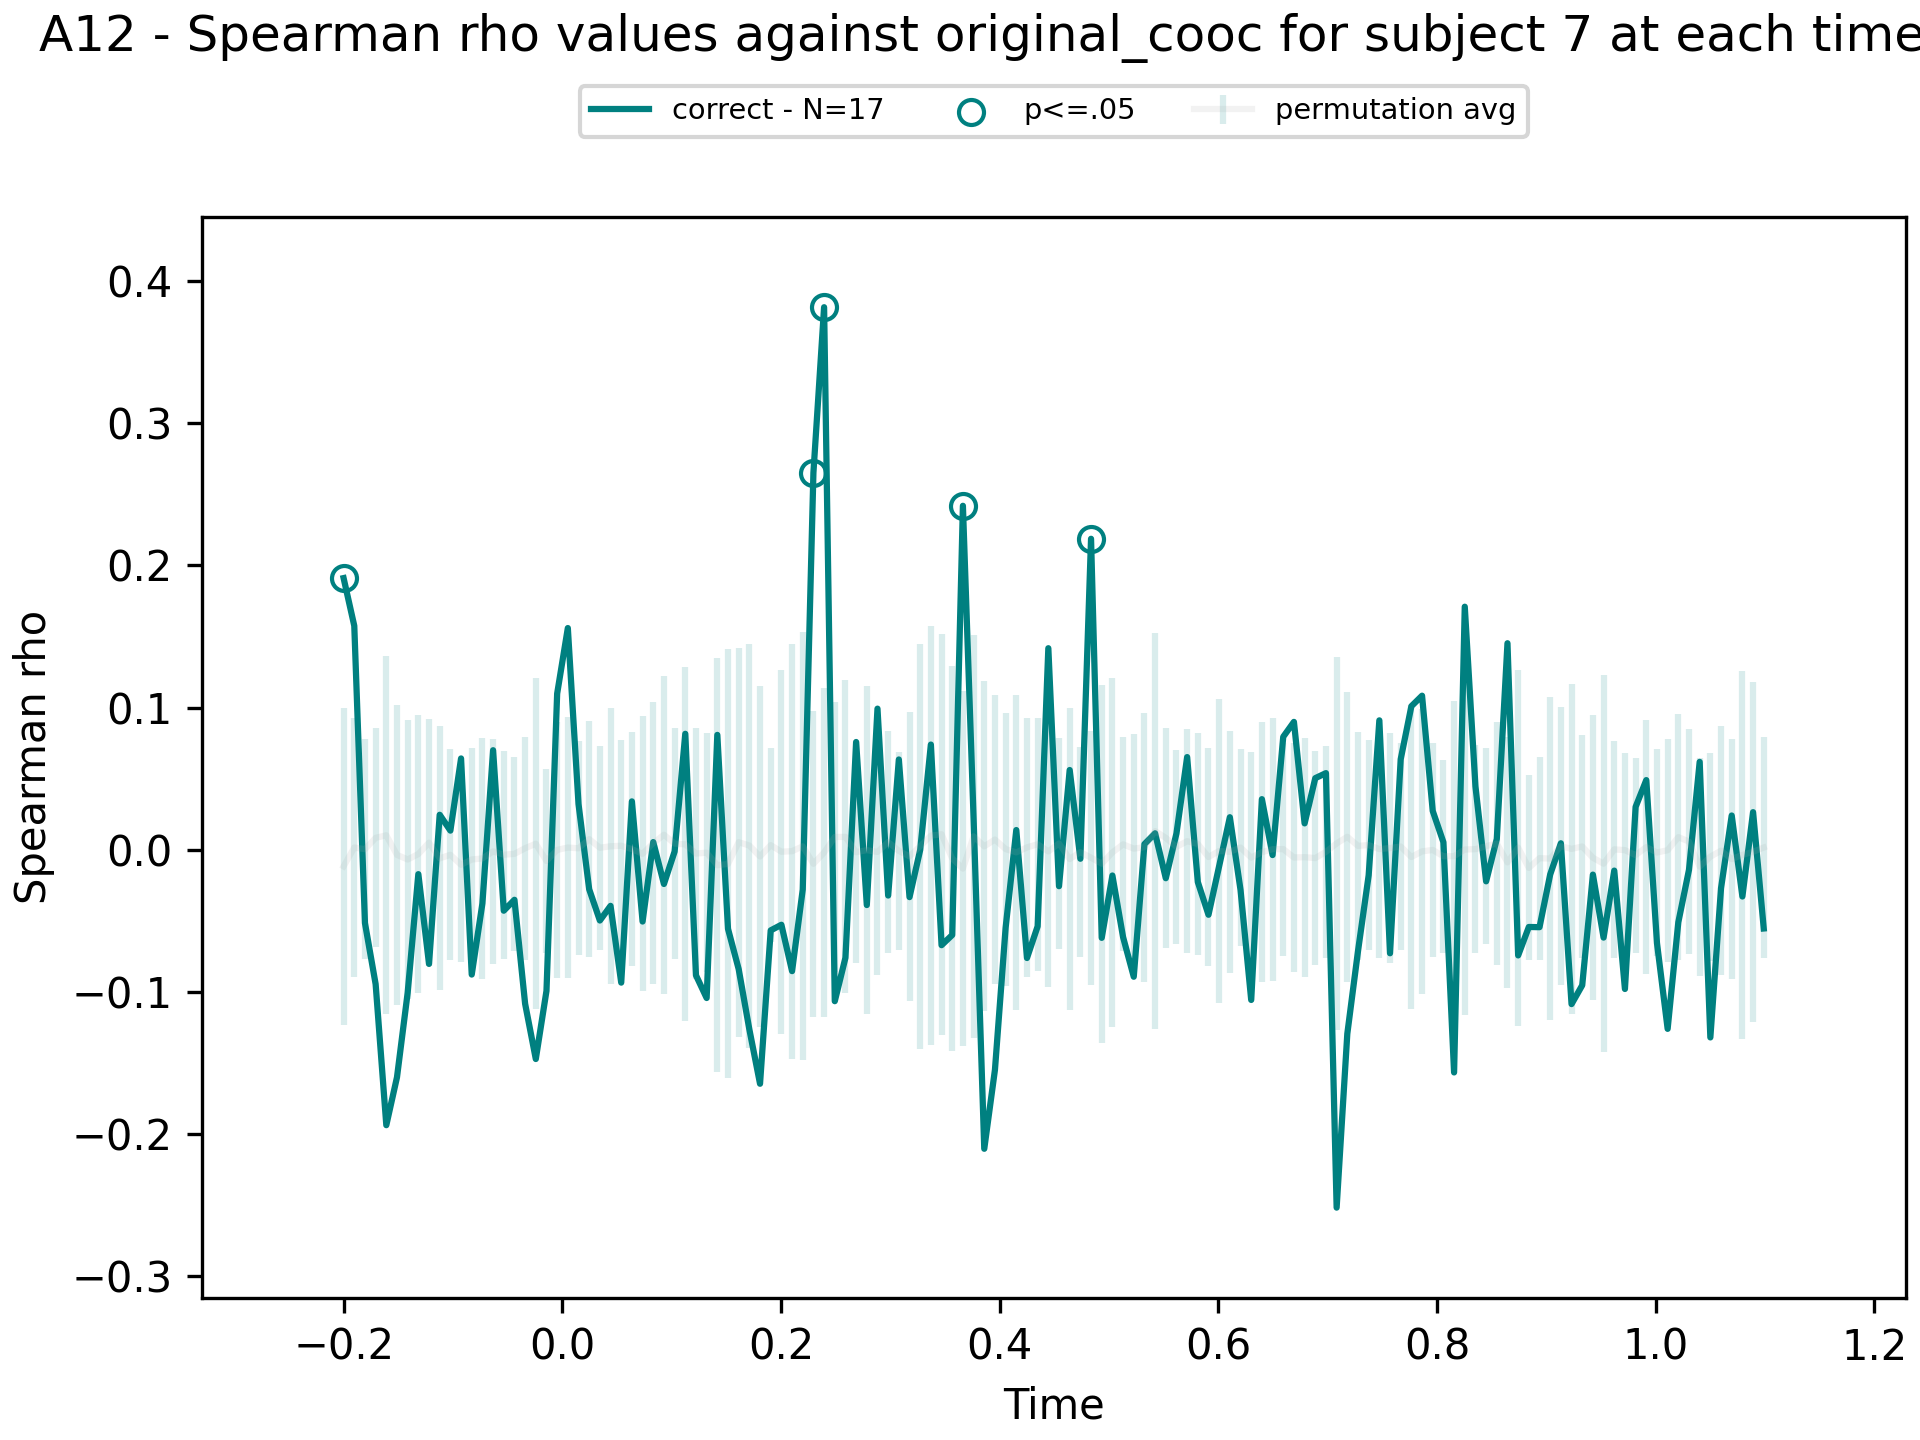 A12 - Spearman rho values against original_cooc for subject 7 at each time
correct - N=17 p<=.05 permutation avg
0.4
0.3
0.2
0.1
0.0
−0.1
−0.2
−0.3
Spearman rho
−0.2 0.0 0.2 0.4 0.6 0.8 1.0 1.2
Time